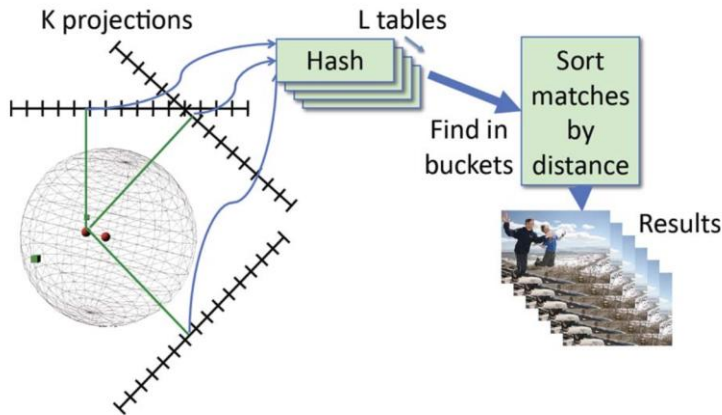 K projections
L tables
Hash
Sort
matches
by
distance
Find in
buckets
Results